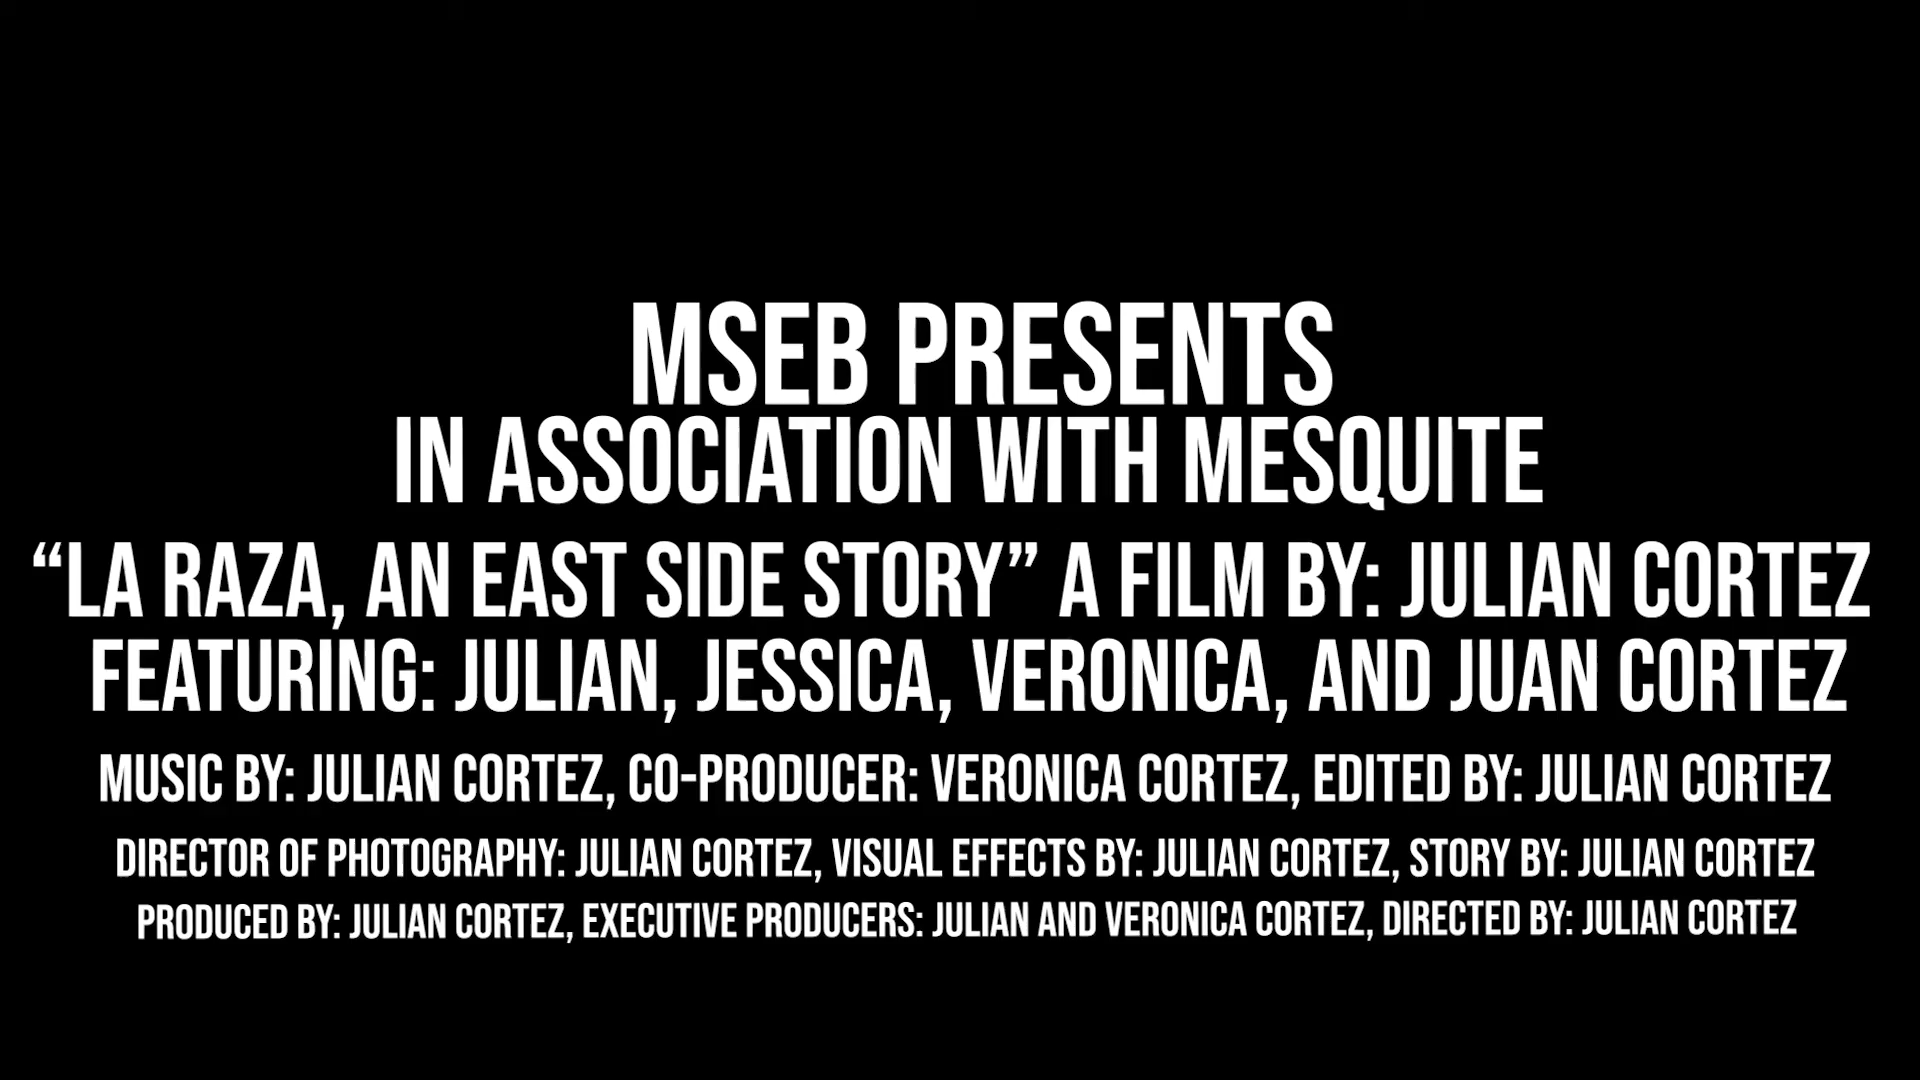 MSEB PRESENTS
IN ASSOCIATION WITH MESQUITE
“LA RAZA, AN EAST SIDE STORY” A FILM BY: JULIAN CORTEZ
FEATURING: JULIAN, JESSICA, VERONICA, AND JUAN CORTEZ
MUSIC BY: JULIAN CORTEZ, CO-PRODUCER: VERONICA CORTEZ, EDITED BY: JULIAN CORTEZ
DIRECTOR OF PHOTOGRAPHY: JULIAN CORTEZ, VISUAL EFFECTS BY: JULIAN CORTEZ, STORY BY: JULIAN CORTEZ
PRODUCED BY: JULIAN CORTEZ, EXECUTIVE PRODUCERS: JULIAN AND VERONICA CORTEZ, DIRECTED BY: JULIAN CORTEZ